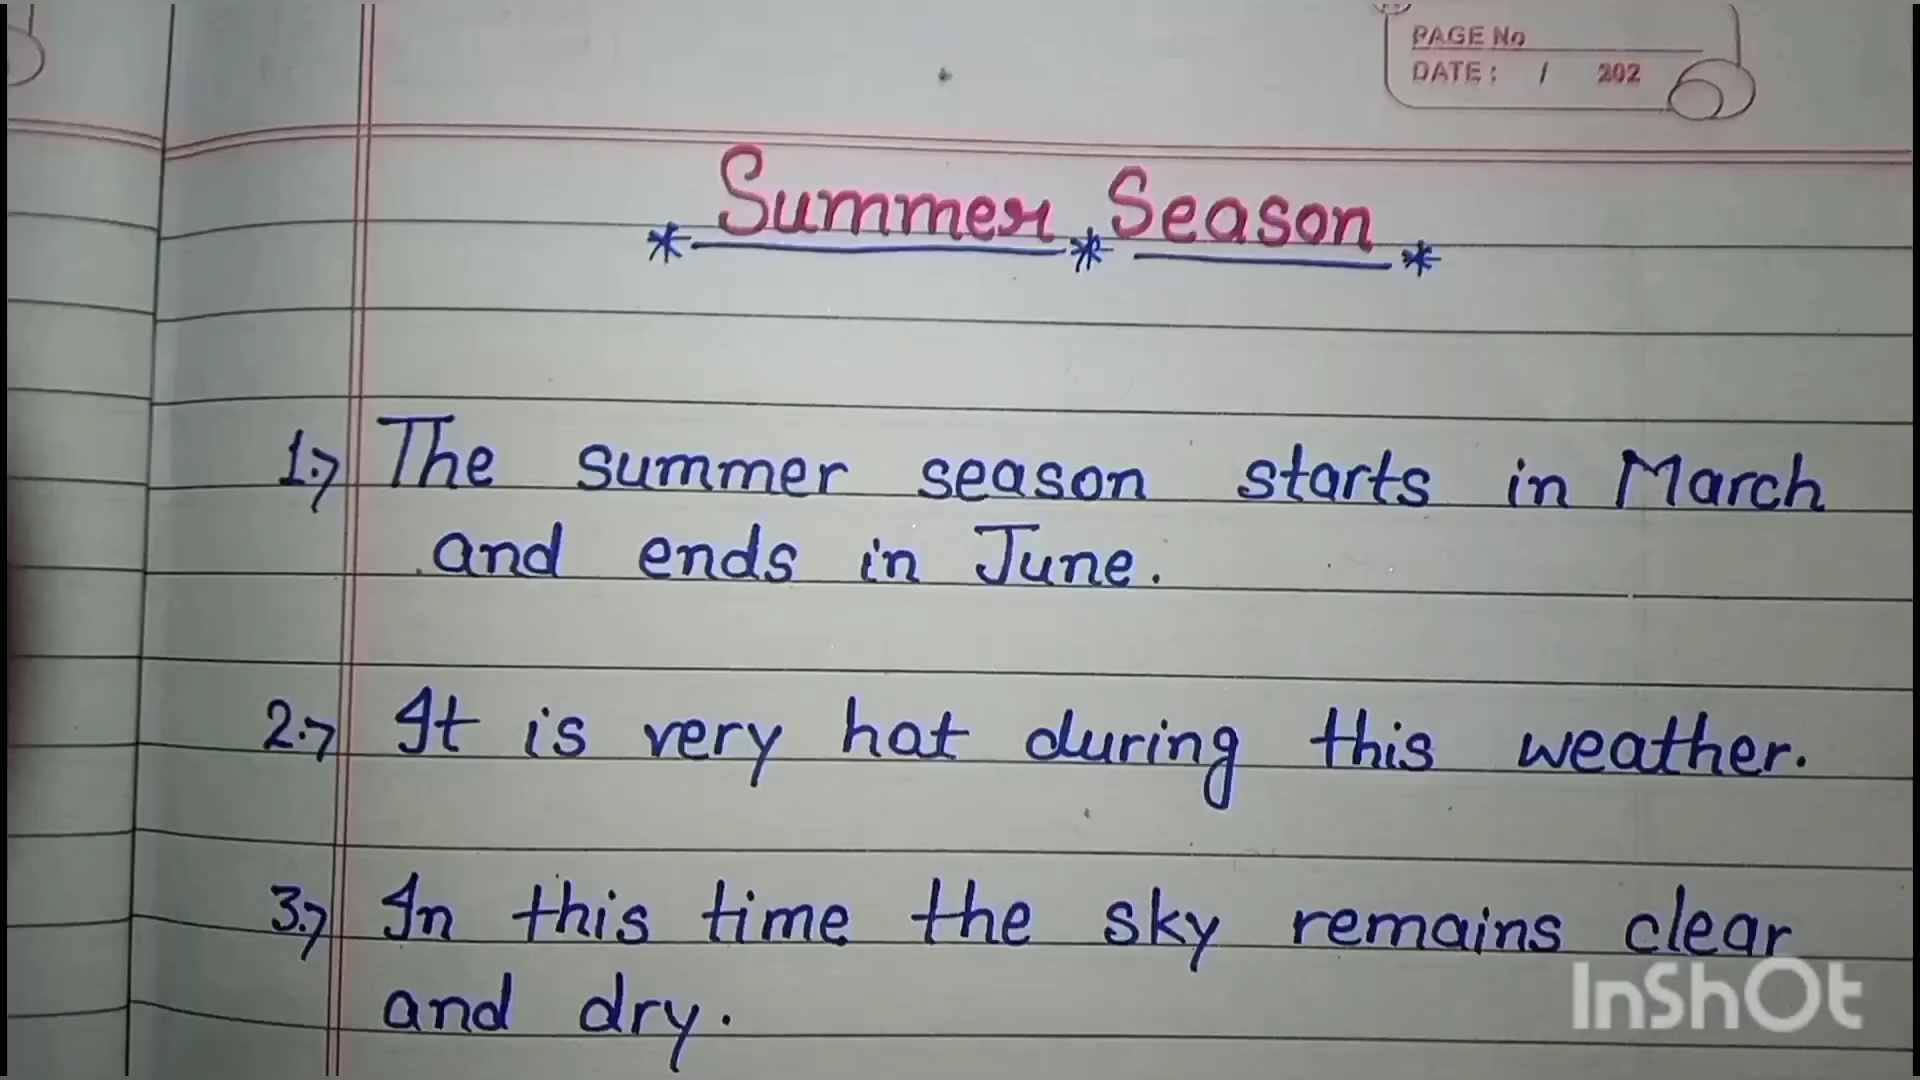 PAGE No
DATE: / 202
Summer Season
1.) The summer season starts in March
and ends in June.
2.) It is very hot during this weather.
3.) In this time the sky remains clear
and dry.
InShOt